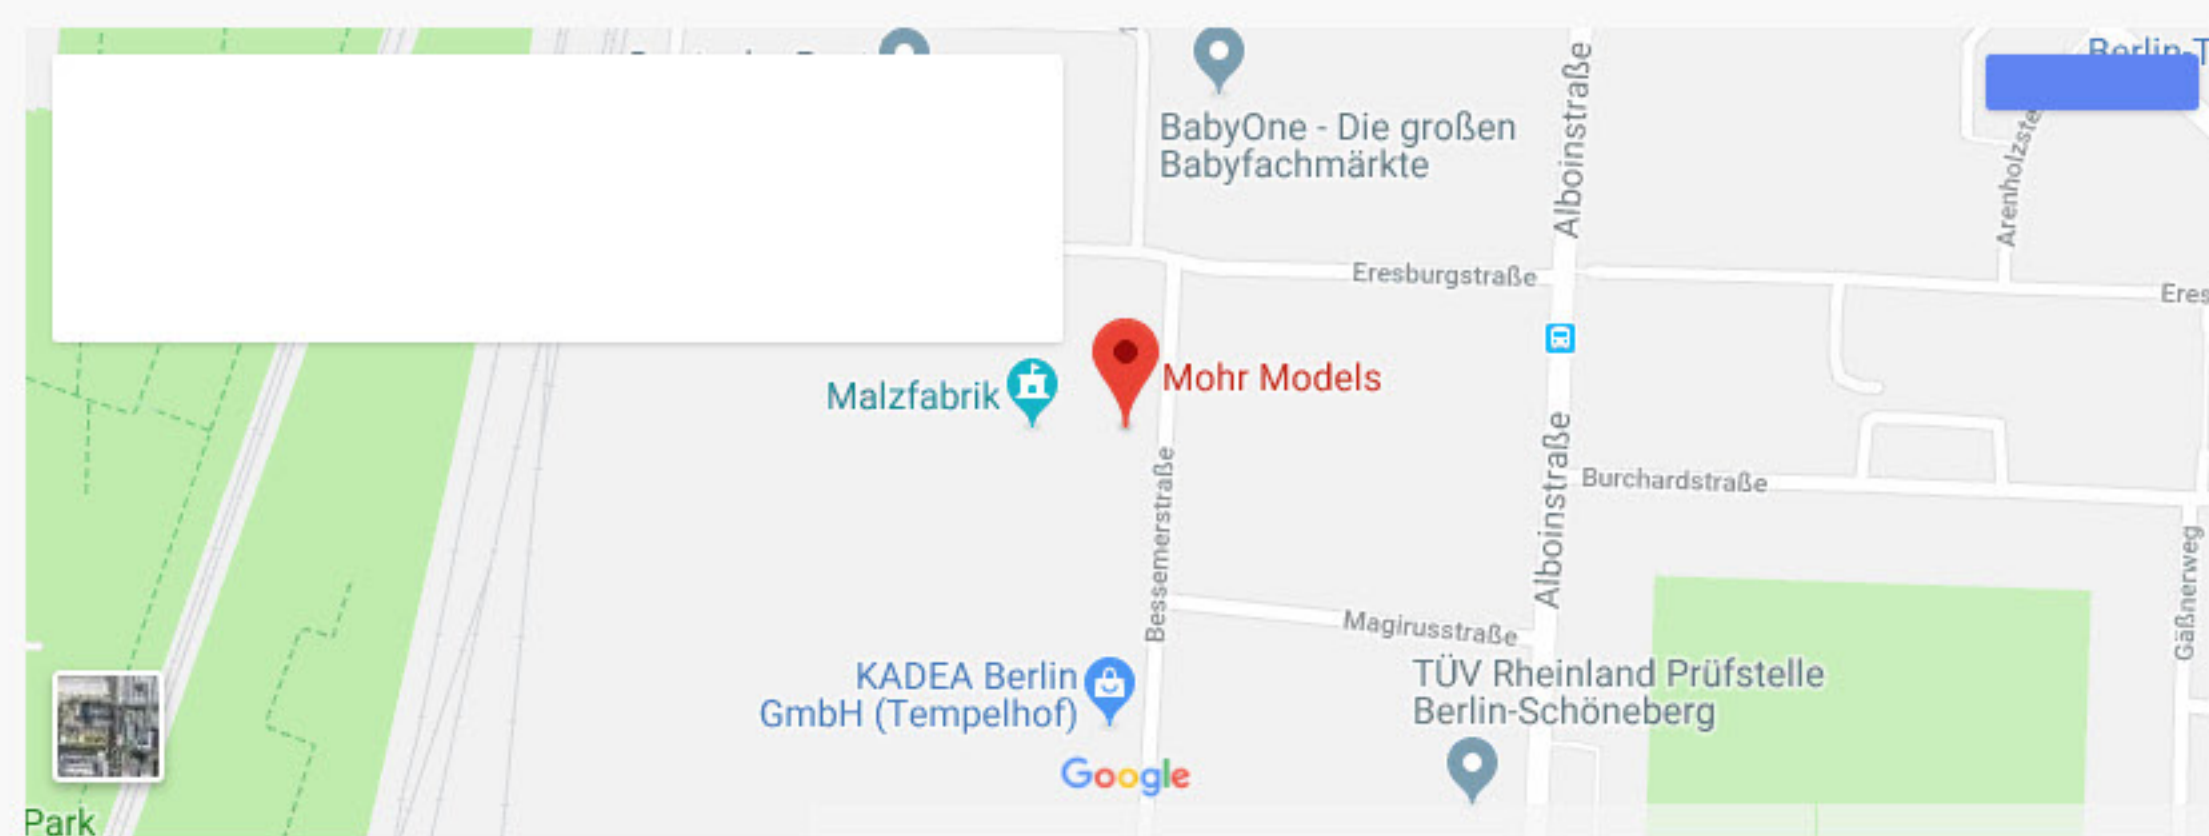 Berlin-T
BabyOne - Die großen
Babyfachmärkte
Alboinstraße
Eresburgstraße
Eres
Mohr Models
Malzfabrik
Alboinstraße
Burchardstraße
Bessemerstraße
Magirusstraße
Gäßnerweg
KADEA Berlin
GmbH (Tempelhof)
TÜV Rheinland Prüfstelle
Berlin-Schöneberg
Google
Park